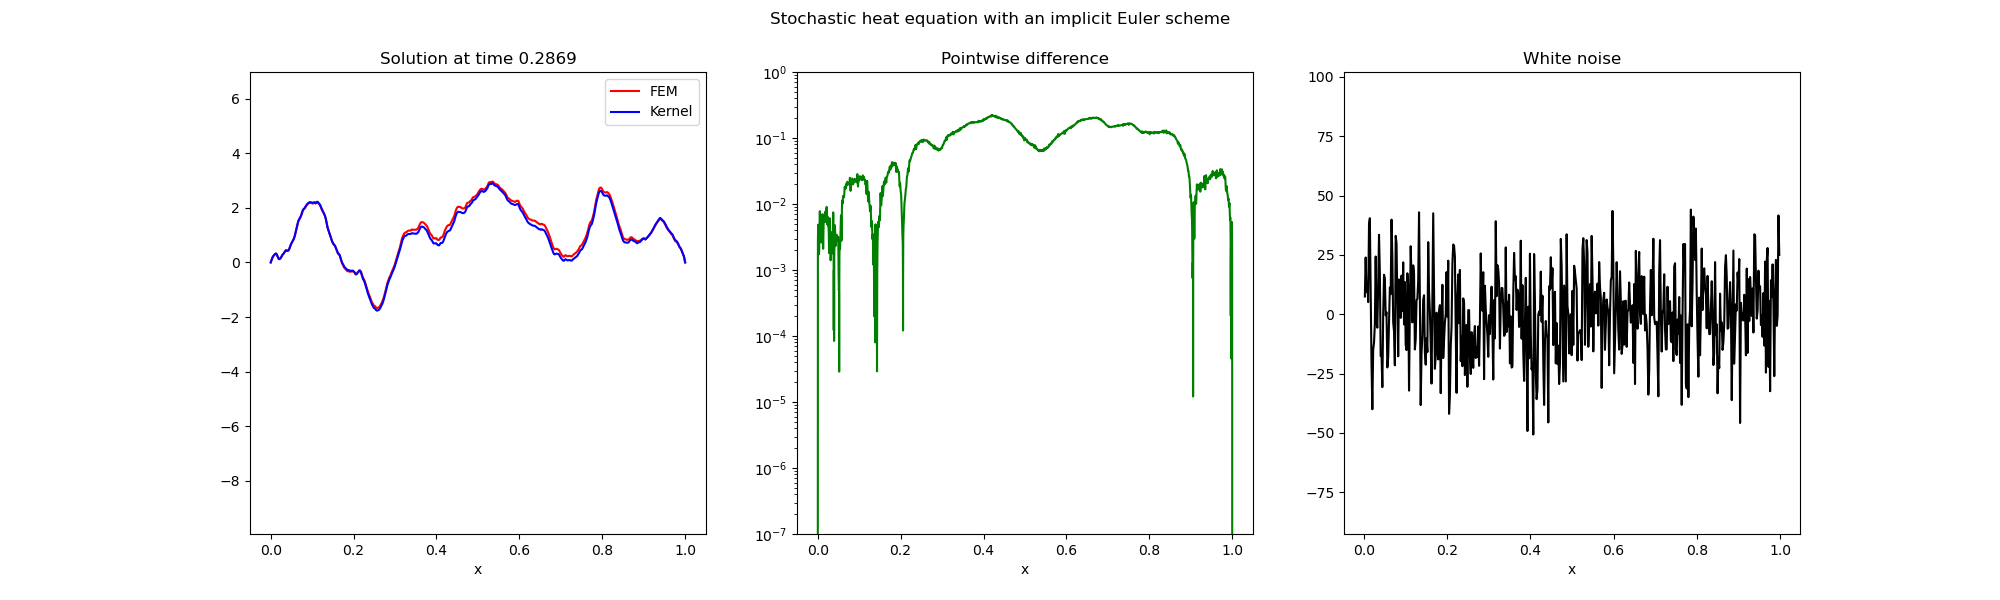 Stochastic heat equation with an implicit Euler scheme
Solution at time 0.2869
6
4
2
0
−2
−4
−6
−8
0.0 0.2 0.4 0.6 0.8 1.0
x
FEM
Kernel
Pointwise difference
10⁰
10⁻¹
10⁻²
10⁻³
10⁻⁴
10⁻⁵
10⁻⁶
10⁻⁷
0.0 0.2 0.4 0.6 0.8 1.0
x
White noise
100
75
50
25
0
−25
−50
−75
0.0 0.2 0.4 0.6 0.8 1.0
x